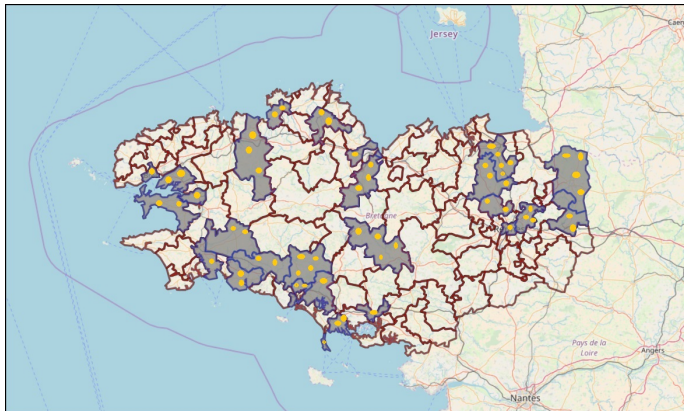 Jersey
Caen
Bretagne
Pays de la
Loire
Angers
Nantes